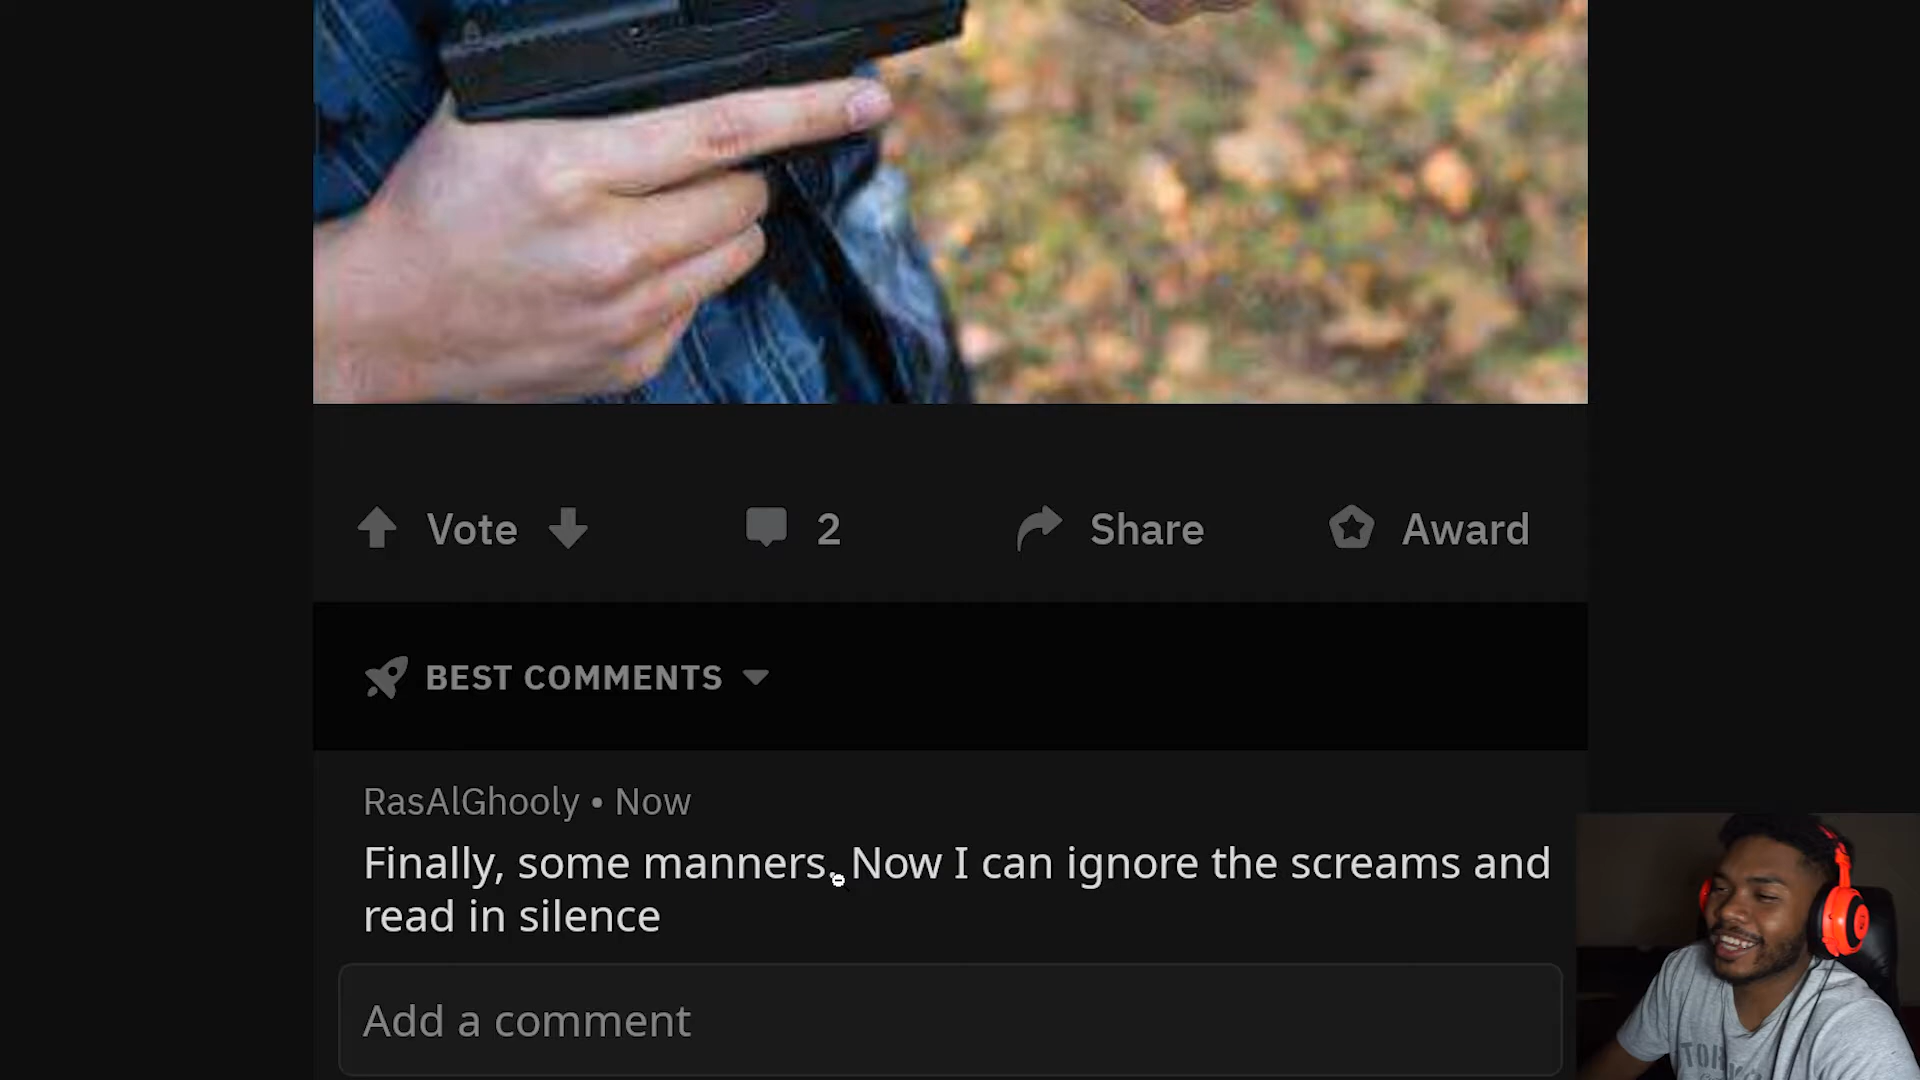 Vote 2 Share Award
BEST COMMENTS
RasAlGhooly • Now
Finally, some manners. Now I can ignore the screams and
read in silence
Add a comment